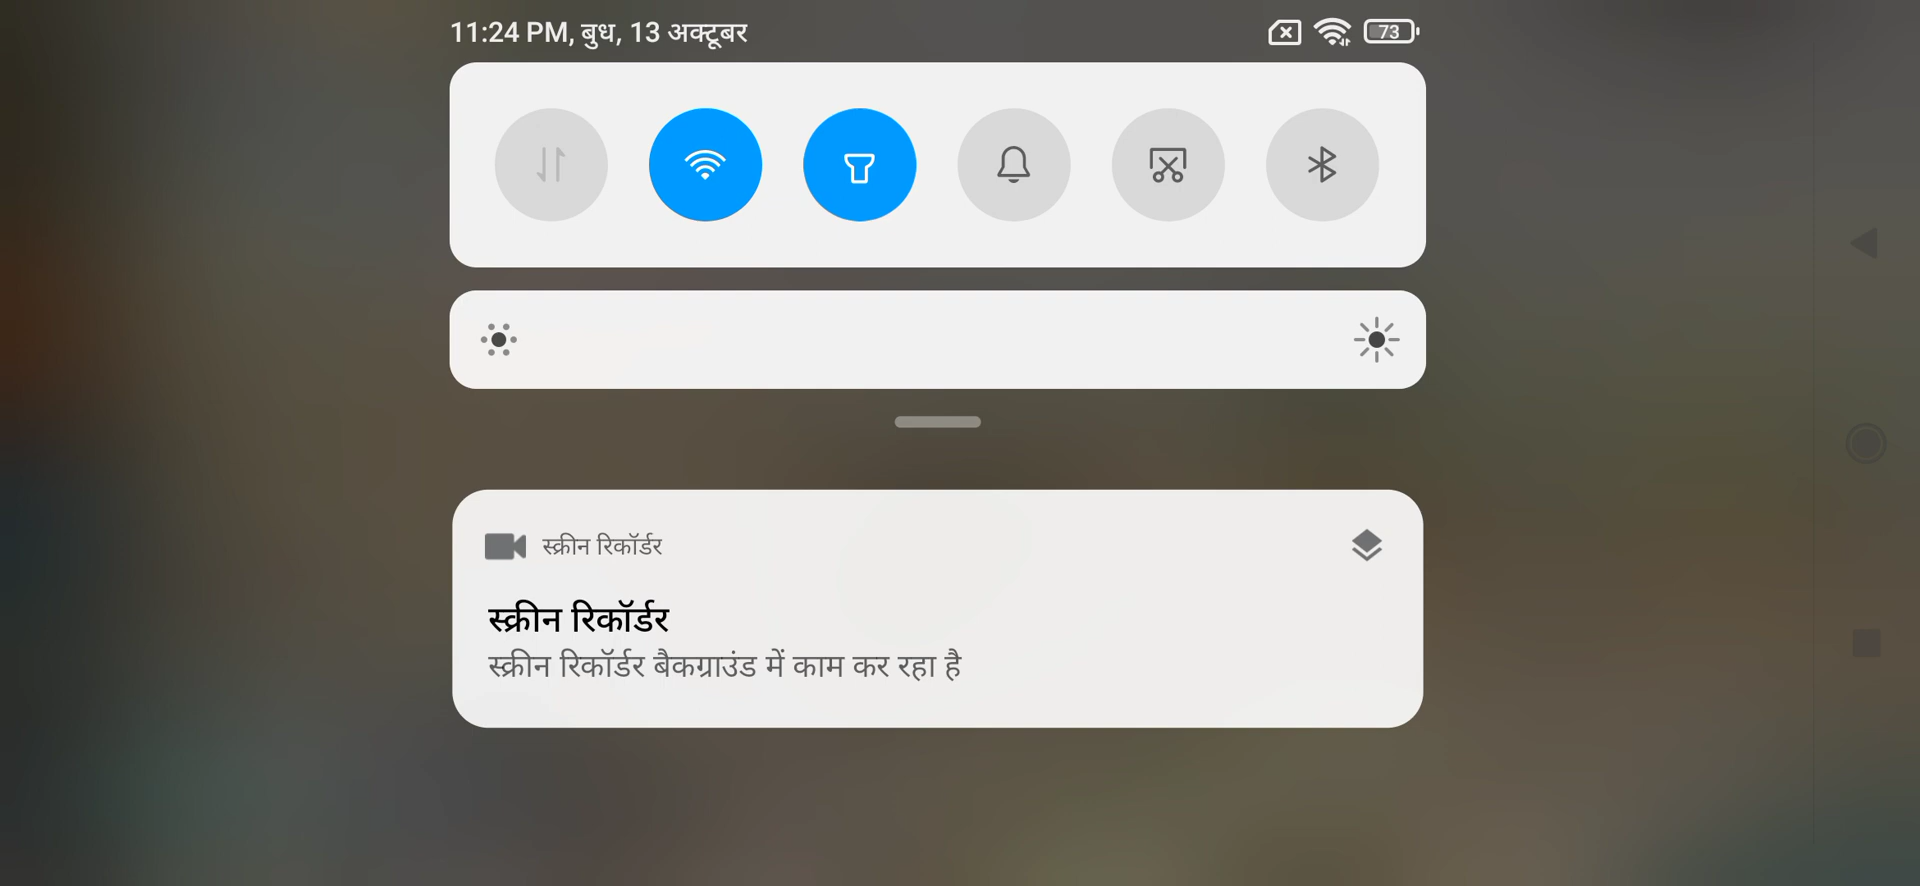 11:24 PM, बुध, 13 अक्टूबर
73
स्क्रीन रिकॉर्डर
स्क्रीन रिकॉर्डर
स्क्रीन रिकॉर्डर बैकग्राउंड में काम कर रहा है